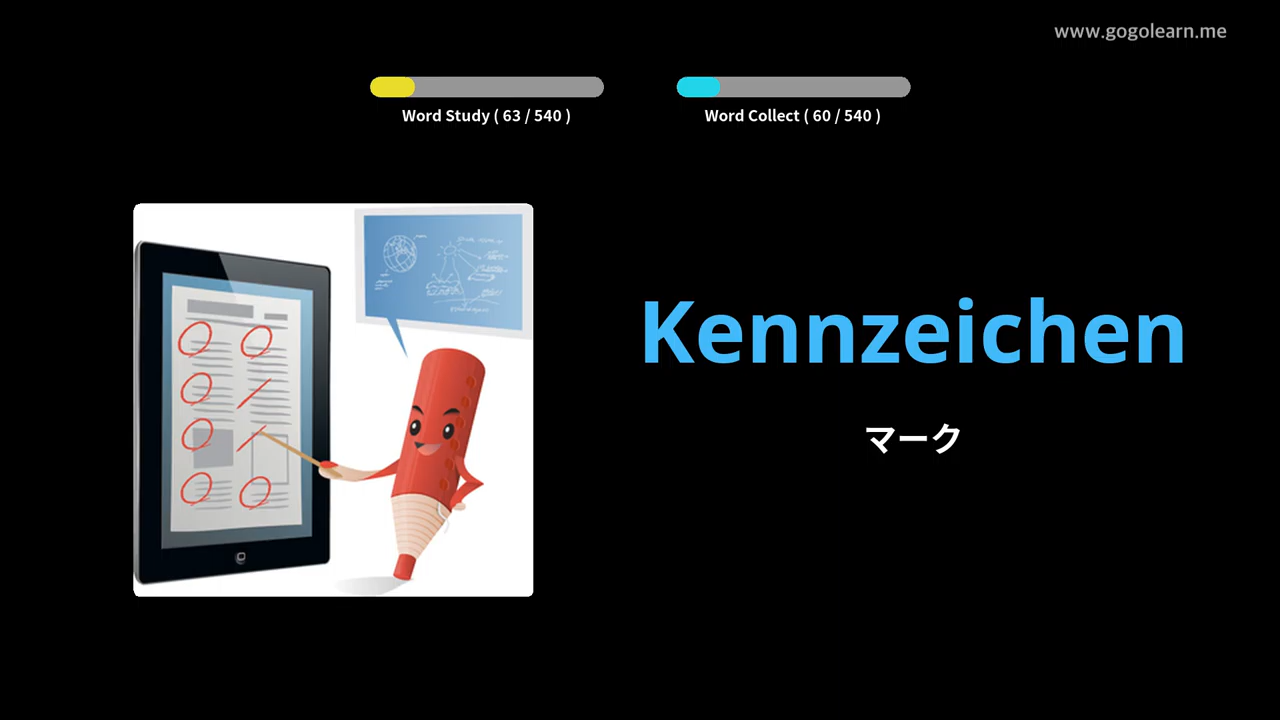 www.gogolearn.me
Word Study ( 63 / 540 )
Word Collect ( 60 / 540 )
Kennzeichen
マーク